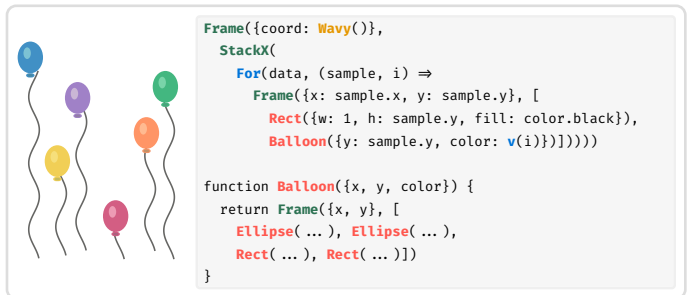 Frame({coord: Wavy()},
  StackX(
    For(data, (sample, i) ⇒
      Frame({x: sample.x, y: sample.y}, [
        Rect({w: 1, h: sample.y, fill: color.black}),
        Balloon({y: sample.y, color: v(i)})]))))

function Balloon({x, y, color}) {
  return Frame({x, y}, [
    Ellipse(...), Ellipse(...),
    Rect(...), Rect(...)])
}